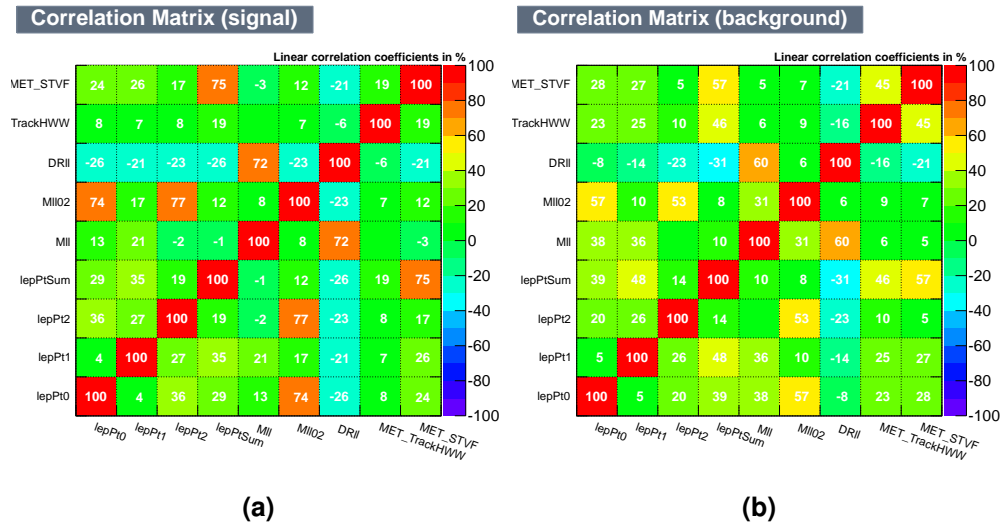 Correlation Matrix (signal)
Linear correlation coefficients in %
MET_STVF 24 26 17 75 -3 12 -21 19 100
TrackHWW 8 7 8 19 7 -6 100 19
DRll -26 -21 -23 -26 72 -23 100 -6 -21
Mll02 74 17 77 12 8 100 -23 7 12
Mll 13 21 -2 -1 100 8 72 -3
lepPtSum 29 35 19 100 -1 12 -26 19 75
lepPt2 36 27 100 19 -2 77 -23 8 17
lepPt1 4 100 27 35 21 17 -21 7 26
lepPt0 100 4 36 29 13 74 -26 8 24
lepPt0 lepPt1 lepPt2 lepPtSum Mll Mll02 DRll MET_TrackHWW MET_STVF
100
80
60
40
20
0
-20
-40
-60
-80
-100
(a)
Correlation Matrix (background)
Linear correlation coefficients in %
MET_STVF 28 27 5 57 5 7 -21 45 100
TrackHWW 23 25 10 46 6 9 -16 100 45
DRll -8 -14 -23 -31 60 6 100 -16 -21
Mll02 57 10 53 8 31 100 6 9 7
Mll 38 36 10 100 31 60 6 5
lepPtSum 39 48 14 100 10 8 -31 46 57
lepPt2 20 26 100 14 53 -23 10 5
lepPt1 5 100 26 48 36 10 -14 25 27
lepPt0 100 5 20 39 38 57 -8 23 28
lepPt0 lepPt1 lepPt2 lepPtSum Mll Mll02 DRll MET_TrackHWW MET_STVF
100
80
60
40
20
0
-20
-40
-60
-80
-100
(b)